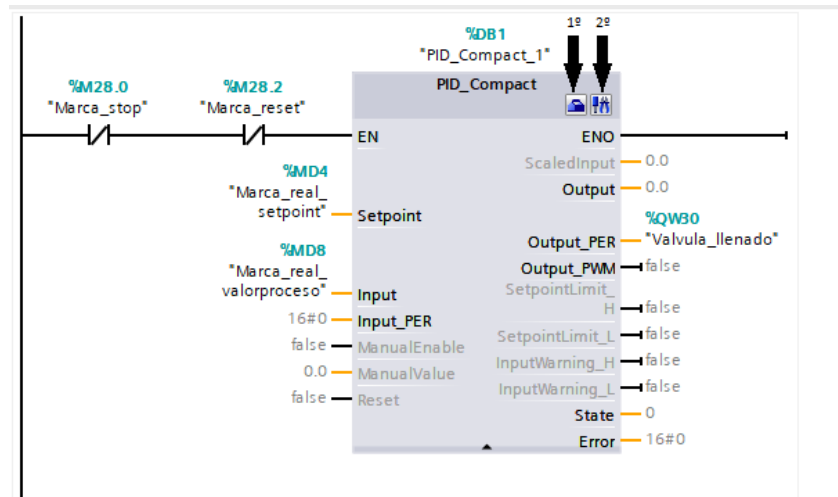 1º 2º
%DB1
"PID_Compact_1"
PID_Compact
%M28.0
"Marca_stop"
%M28.2
"Marca_reset"
EN
ENO
ScaledInput
0.0
Output
0.0
%MD4
"Marca_real_
setpoint"
Setpoint
%QW30
Output_PER
"Valvula_llenado"
Output_PWM
false
%MD8
"Marca_real_
valorproceso"
Input
SetpointLimit_
H
false
16#0
Input_PER
SetpointLimit_L
false
false
ManualEnable
InputWarning_H
false
0.0
ManualValue
InputWarning_L
false
false
Reset
State
0
Error
16#0